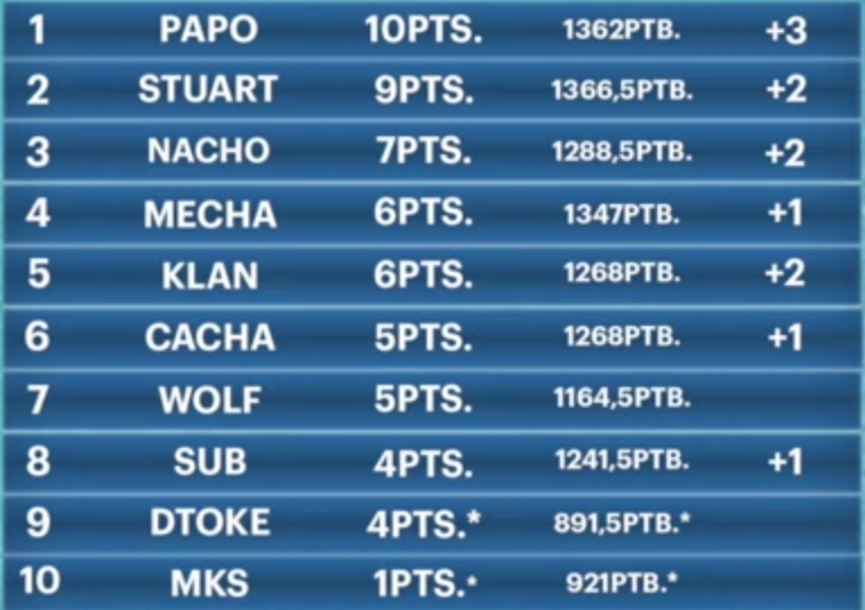 1 PAPO 10PTS. 1362PTB. +3
2 STUART 9PTS. 1366,5PTB. +2
3 NACHO 7PTS. 1288,5PTB. +2
4 MECHA 6PTS. 1347PTB. +1
5 KLAN 6PTS. 1268PTB. +2
6 CACHA 5PTS. 1268PTB. +1
7 WOLF 5PTS. 1164,5PTB.
8 SUB 4PTS. 1241,5PTB. +1
9 DTOKE 4PTS.* 891,5PTB.*
10 MKS 1PTS.* 921PTB.*